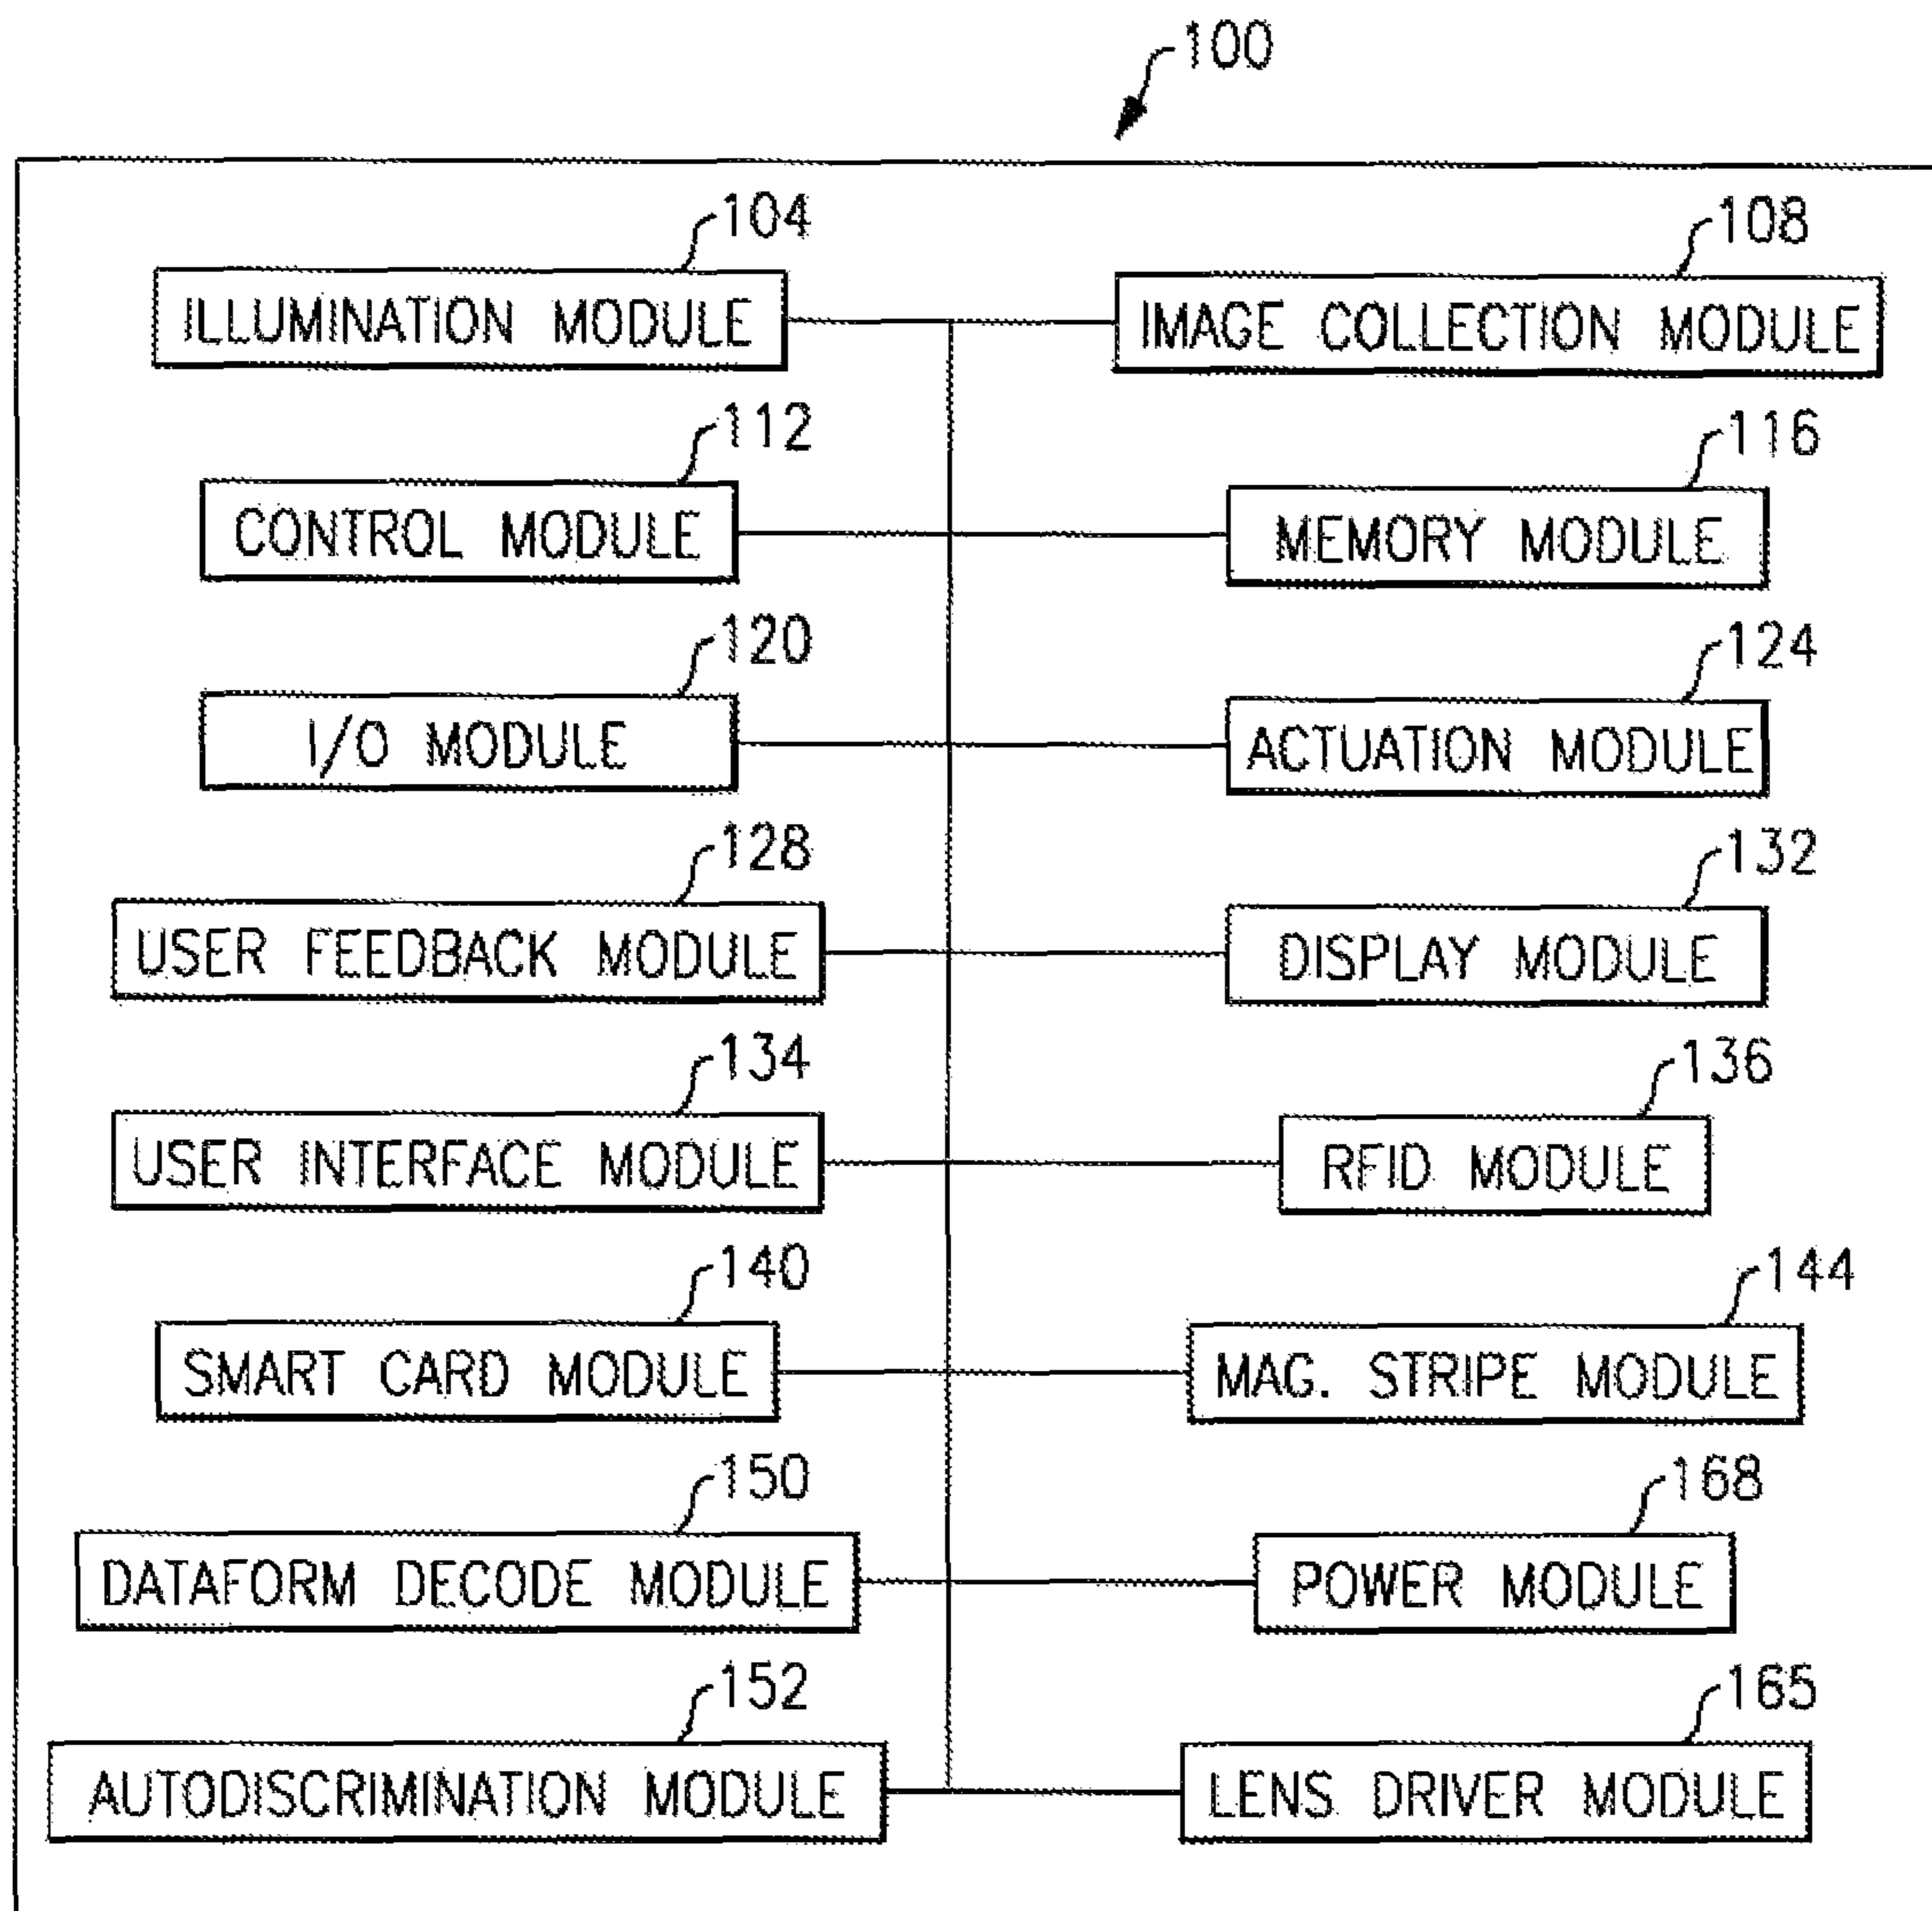 100
104
108
ILLUMINATION MODULE
IMAGE COLLECTION MODULE
112
116
CONTROL MODULE
MEMORY MODULE
120
124
I/O MODULE
ACTUATION MODULE
128
132
USER FEEDBACK MODULE
DISPLAY MODULE
134
136
USER INTERFACE MODULE
RFID MODULE
140
144
SMART CARD MODULE
MAG. STRIPE MODULE
150
168
DATAFORM DECODE MODULE
POWER MODULE
152
165
AUTODISCRIMINATION MODULE
LENS DRIVER MODULE